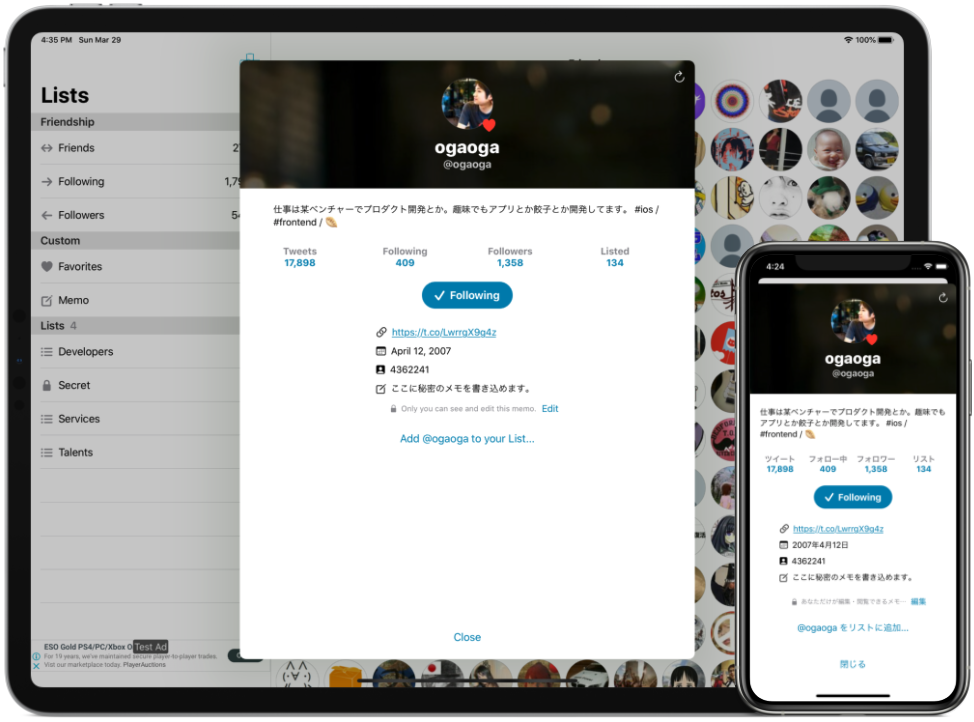 4:35 PM Sun Mar 29
100%
Lists
Friendship
Friends
Following
Followers
Custom
Favorites
Memo
Lists 4
Developers
Secret
Services
Talents
ESO Gold PS4/PC/Xbox O
Test Ad
For 19 years, we've maintained secure player-to-player trades.
Visit our marketplace today. PlayerAuctions
ogaoga
@ogaoga
仕事は某ベンチャーでプロダクト開発とか。趣味でもアプリとか餃子とか開発してます。 #ios /
#frontend /
Tweets Following Followers Listed
17,898 409 1,358 134
Following
https://t.co/LwrrgX9g4z
April 12, 2007
4362241
ここに秘密のメモを書き込めます。
Only you can see and edit this memo. Edit
Add @ogaoga to your List...
Close
4:24
ogaoga
@ogaoga
仕事は某ベンチャーでプロダクト開発とか。趣味でも
アプリとか餃子とか開発してます。 #ios /
#frontend /
ツイート フォロー中 フォロワー リスト
17,898 409 1,358 134
Following
https://t.co/LwrrgX9g4z
2007年4月12日
4362241
ここに秘密のメモを書き込めます。
あなただけが編集・閲覧できるメモ… 編集
@ogaoga をリストに追加...
閉じる